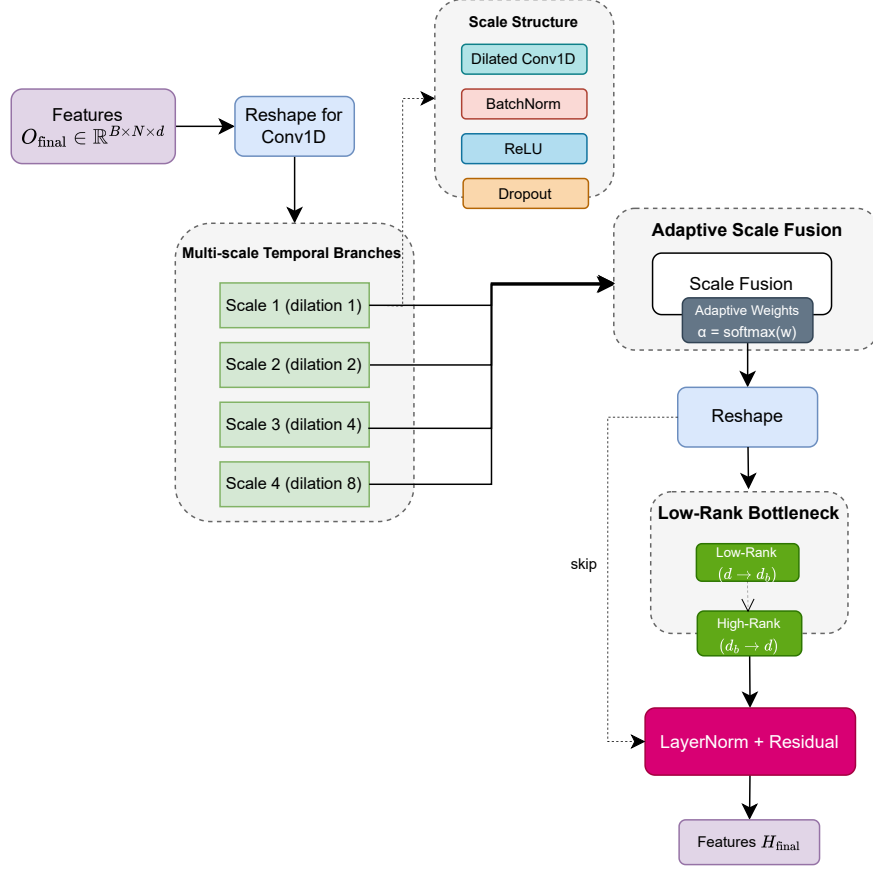 Scale Structure
Dilated Conv1D
BatchNorm
ReLU
Dropout
Features
$O_{\text{final}} \in \mathbb{R}^{B \times N \times d}$
Reshape for
Conv1D
Multi-scale Temporal Branches
Scale 1 (dilation 1)
Scale 2 (dilation 2)
Scale 3 (dilation 4)
Scale 4 (dilation 8)
Adaptive Scale Fusion
Scale Fusion
Adaptive Weights
α = softmax(w)
Reshape
skip
Low-Rank Bottleneck
Low-Rank
$(d \to d_b)$
High-Rank
$(d_b \to d)$
LayerNorm + Residual
Features $H_{\text{final}}$